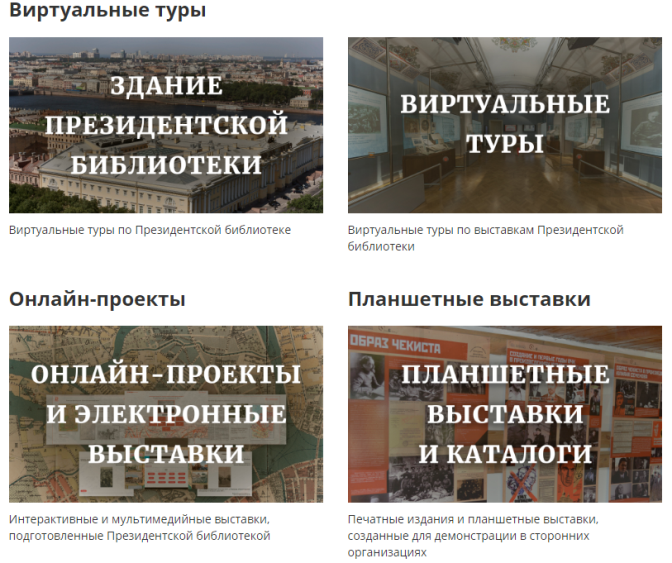 Виртуальные туры
ЗДАНИЕ
ПРЕЗИДЕНТСКОЙ
БИБЛИОТЕКИ
Виртуальные туры по Президентской библиотеке
ВИРТУАЛЬНЫЕ
ТУРЫ
Виртуальные туры по выставкам Президентской
библиотеки
Онлайн-проекты
ОНЛАЙН-ПРОЕКТЫ
И ЭЛЕКТРОННЫЕ
ВЫСТАВКИ
Интерактивные и мультимедийные выставки,
подготовленные Президентской библиотекой
Планшетные выставки
ОБРАЗ ЧЕКИСТА
ПЛАНШЕТНЫЕ
ВЫСТАВКИ
И КАТАЛОГИ
Печатные издания и планшетные выставки,
созданные для демонстрации в сторонних
организациях